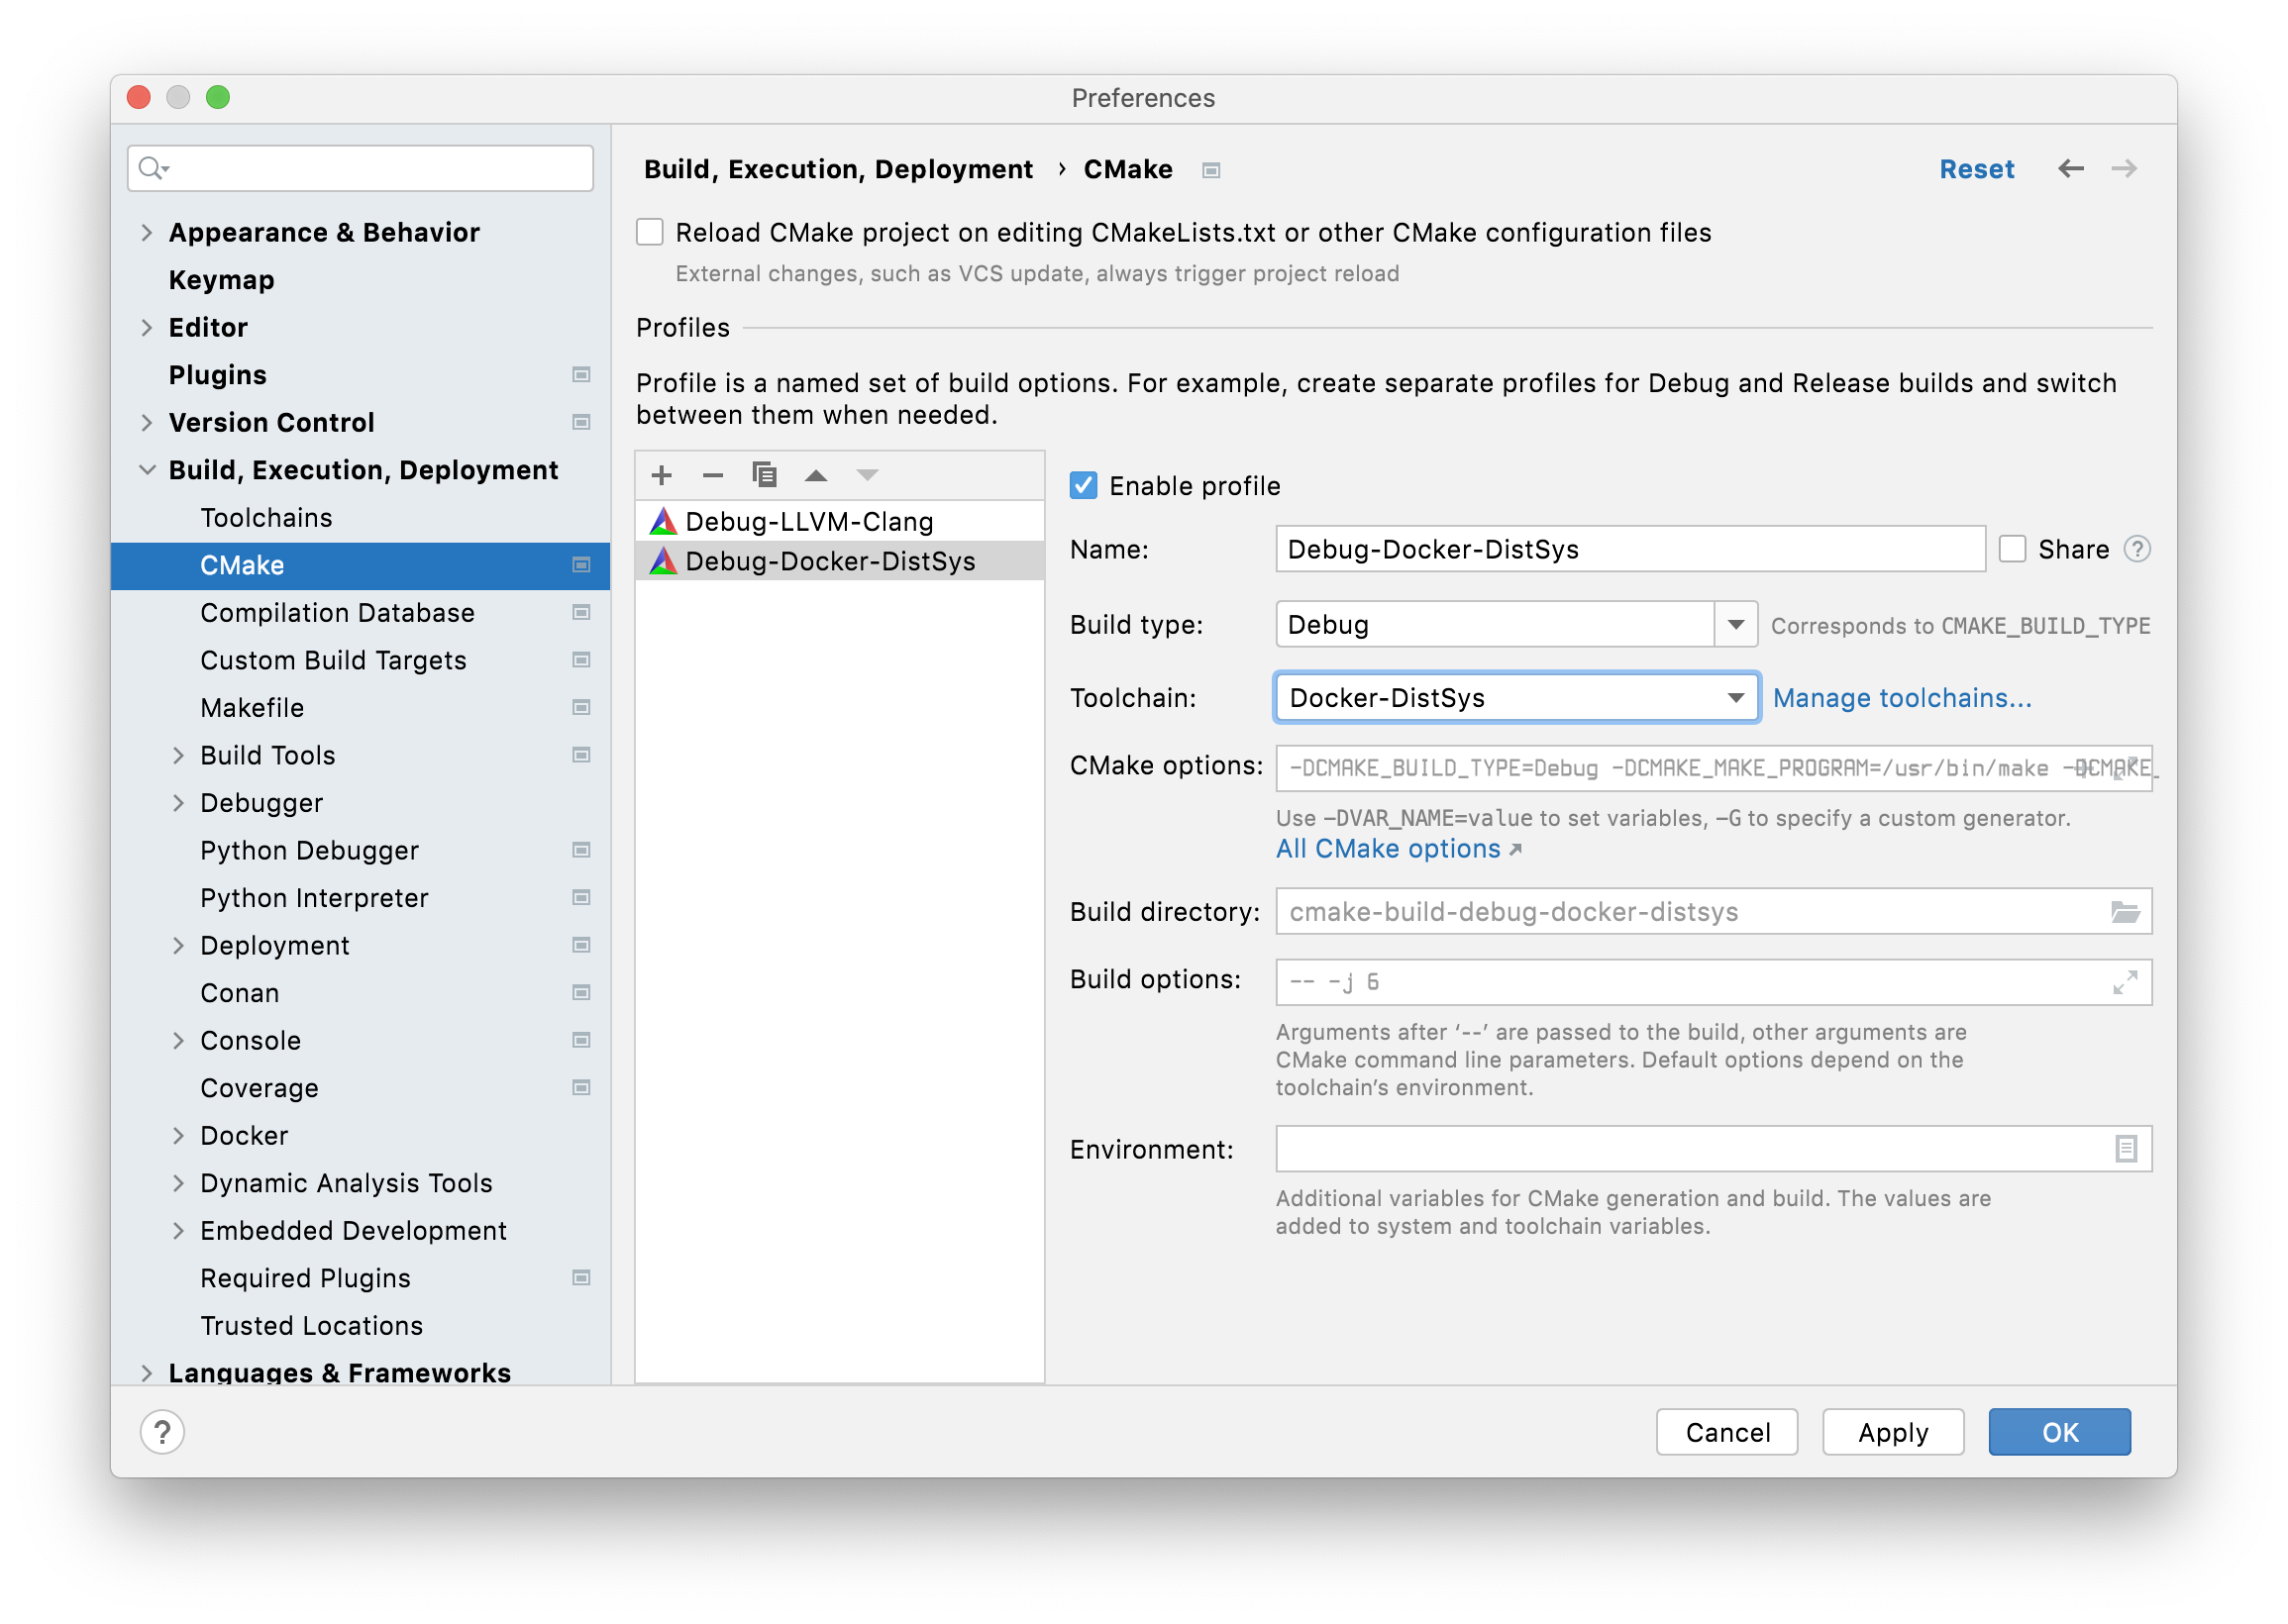 Preferences
Appearance & Behavior
Keymap
Editor
Plugins
Version Control
Build, Execution, Deployment
Toolchains
CMake
Compilation Database
Custom Build Targets
Makefile
Build Tools
Debugger
Python Debugger
Python Interpreter
Deployment
Conan
Console
Coverage
Docker
Dynamic Analysis Tools
Embedded Development
Required Plugins
Trusted Locations
Languages & Frameworks
Build, Execution, Deployment › CMake
Reset
Reload CMake project on editing CMakeLists.txt or other CMake configuration files
External changes, such as VCS update, always trigger project reload
Profiles
Profile is a named set of build options. For example, create separate profiles for Debug and Release builds and switch
between them when needed.
Debug-LLVM-Clang
Debug-Docker-DistSys
Enable profile
Name: Debug-Docker-DistSys Share ?
Build type: Debug Corresponds to CMAKE_BUILD_TYPE
Toolchain: Docker-DistSys Manage toolchains...
CMake options: -DCMAKE_BUILD_TYPE=Debug -DCMAKE_MAKE_PROGRAM=/usr/bin/make -DCMAKE_
Use -DVAR_NAME=value to set variables, -G to specify a custom generator.
All CMake options
Build directory: cmake-build-debug-docker-distsys
Build options: -- -j 6
Arguments after ‘--’ are passed to the build, other arguments are
CMake command line parameters. Default options depend on the
toolchain’s environment.
Environment:
Additional variables for CMake generation and build. The values are
added to system and toolchain variables.
? Cancel Apply OK